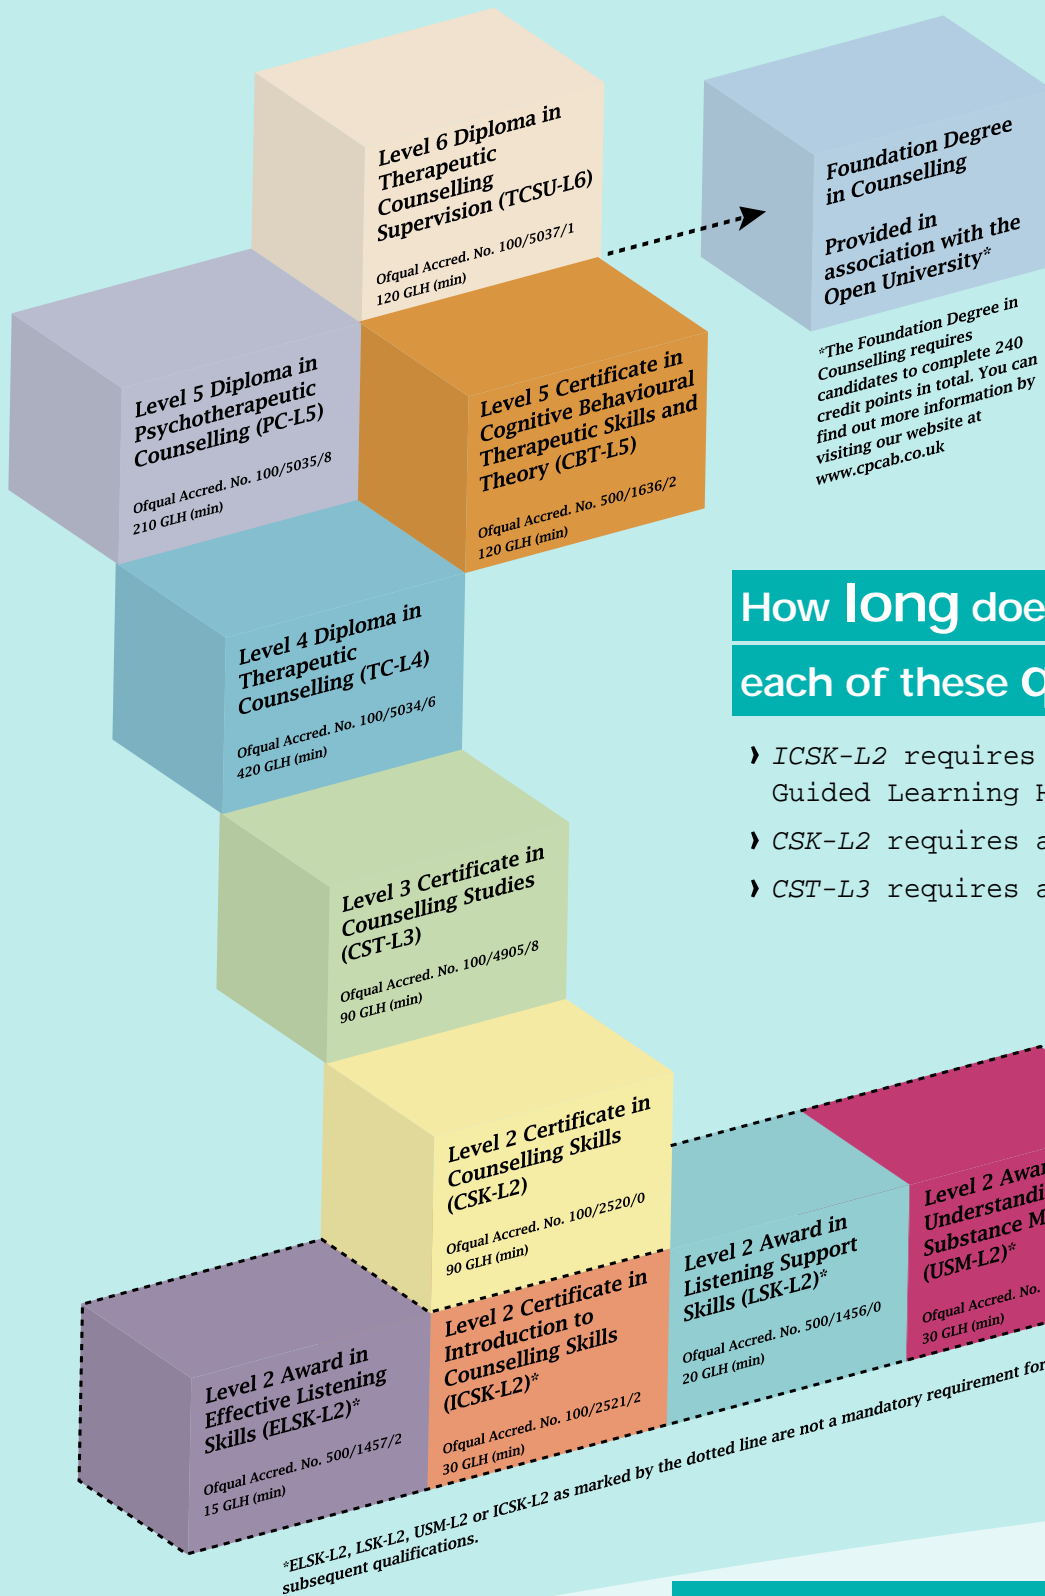 Level 6 Diploma in
Therapeutic
Counselling
Supervision (TCSU-L6)
Ofqual Accred. No. 100/5037/1
120 GLH (min)
Foundation Degree
in Counselling
Provided in
association with the
Open University*
*The Foundation Degree in
Counselling requires
candidates to complete 240
credit points in total. You can
find out more information by
visiting our website at
www.cpcab.co.uk
Level 5 Diploma in
Psychotherapeutic
Counselling (PC-L5)
Ofqual Accred. No. 100/5035/8
210 GLH (min)
Level 5 Certificate in
Cognitive Behavioural
Therapeutic Skills and
Theory (CBT-L5)
Ofqual Accred. No. 500/1636/2
120 GLH (min)
Level 4 Diploma in
Therapeutic
Counselling (TC-L4)
Ofqual Accred. No. 100/5034/6
420 GLH (min)
How long doe
each of these
› ICSK-L2 requires
Guided Learning H
› CSK-L2 requires a
› CST-L3 requires a
Level 3 Certificate in
Counselling Studies
(CST-L3)
Ofqual Accred. No. 100/4905/8
90 GLH (min)
Level 2 Certificate in
Counselling Skills
(CSK-L2)
Ofqual Accred. No. 100/2520/0
90 GLH (min)
Level 2 Award in
Effective Listening
Skills (ELSK-L2)*
Ofqual Accred. No. 500/1457/2
15 GLH (min)
Level 2 Certificate in
Introduction to
Counselling Skills
(ICSK-L2)*
Ofqual Accred. No. 100/2521/2
30 GLH (min)
Level 2 Award in
Listening Support
Skills (LSK-L2)*
Ofqual Accred. No. 500/1456/0
20 GLH (min)
Level 2 Awar
Understandi
Substance M
(USM-L2)*
Ofqual Accred. No.
30 GLH (min)
*ELSK-L2, LSK-L2, USM-L2 or ICSK-L2 as marked by the dotted line are not a mandatory requirement for
subsequent qualifications.